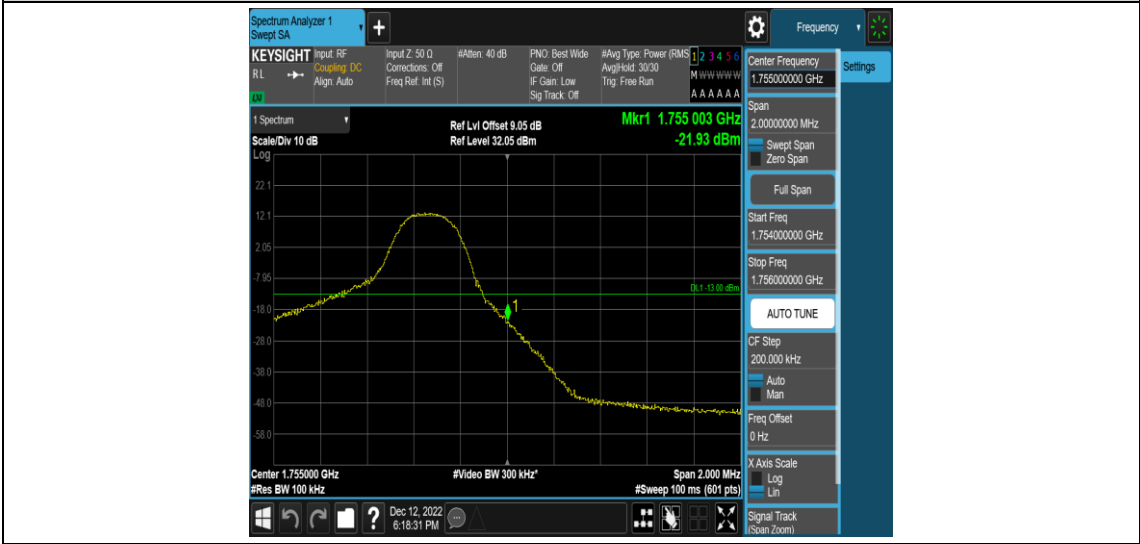 Spectrum Analyzer 1
Swept SA
+
Frequency
KEYSIGHT
RL
Input: RF
Coupling: DC
Align: Auto
Input Z: 50 Ω
Corrections: Off
Freq Ref: Int (S)
#Atten: 40 dB
PNO: Best Wide
Gate: Off
IF Gain: Low
Sig Track: Off
#Avg Type: Power (RMS
Avg|Hold: 30/30
Trig: Free Run
1 2 3 4 5 6
M W W W W W
A A A A A A
1 Spectrum
Scale/Div 10 dB
Log
Ref Lvl Offset 9.05 dB
Ref Level 32.05 dBm
Mkr1 1.755 003 GHz
-21.93 dBm
22.1
12.1
2.05
-7.95
-18.0
-28.0
-38.0
-48.0
-58.0
DL1 -13.00 dBm
1
Center 1.755000 GHz
#Res BW 100 kHz
#Video BW 300 kHz*
Span 2.000 MHz
#Sweep 100 ms (601 pts)
Dec 12, 2022
6:18:31 PM
?
Center Frequency
1.755000000 GHz
Settings
Span
2.00000000 MHz
Swept Span
Zero Span
Full Span
Start Freq
1.754000000 GHz
Stop Freq
1.756000000 GHz
AUTO TUNE
CF Step
200.000 kHz
Auto
Man
Freq Offset
0 Hz
X Axis Scale
Log
Lin
Signal Track
(Span Zoom)